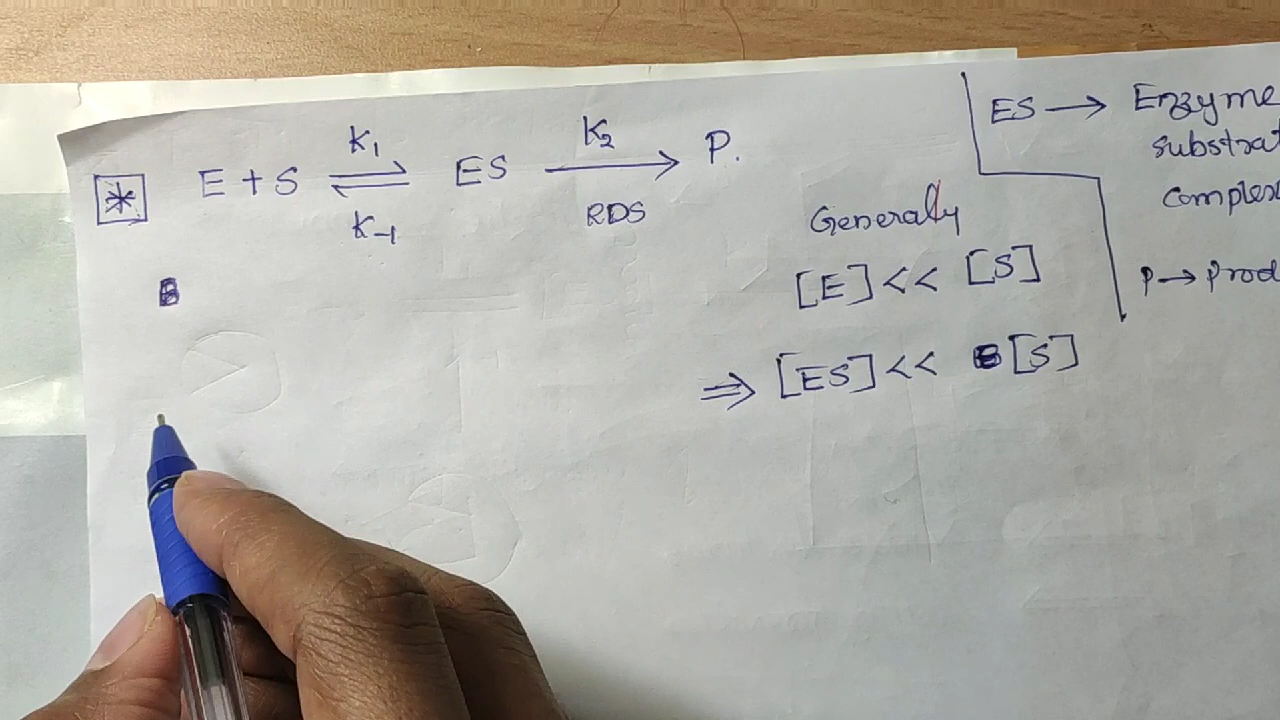 * E + S ⇌ ES → P.
K1
K-1
K2
RDS
Generally
[E] << [S]
⇒ [ES] << [S]
ES → Enzyme
substrat
complex
P → Prod
B